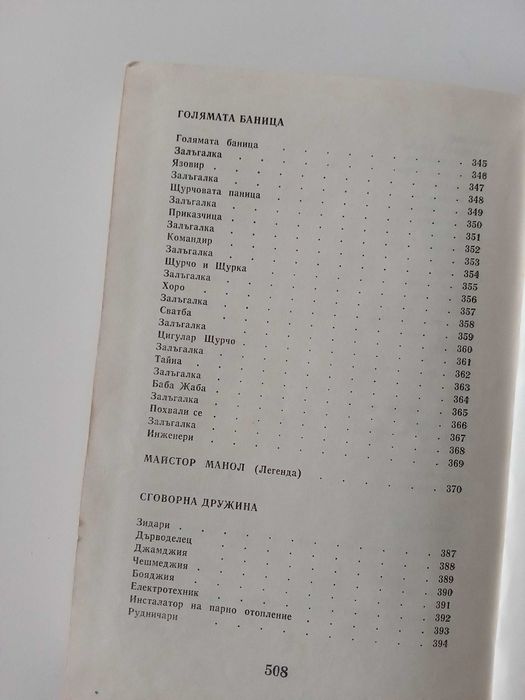 ГОЛЯМАТА БАНИЦА
Голямата баница . . . . . . . . 345
Залъгалка . . . . . . . . 346
Язовир . . . . . . . . 347
Залъгалка . . . . . . . . 348
Щурчовата паница . . . . . . . . 349
Залъгалка . . . . . . . . 350
Приказчица . . . . . . . . 351
Залъгалка . . . . . . . . 352
Командир . . . . . . . . 353
Залъгалка . . . . . . . . 354
Щурчо и Щурка . . . . . . . . 355
Залъгалка . . . . . . . . 356
Хоро . . . . . . . . 357
Залъгалка . . . . . . . . 358
Сватба . . . . . . . . 359
Залъгалка . . . . . . . . 360
Цигулар Щурчо . . . . . . . . 361
Залъгалка . . . . . . . . 362
Тайна . . . . . . . . 363
Залъгалка . . . . . . . . 364
Баба Жаба . . . . . . . . 365
Залъгалка . . . . . . . . 366
Похвали се . . . . . . . . 367
Залъгалка . . . . . . . . 368
Инженери . . . . . . . . 369
МАЙСТОР МАНОЛ (Легенда) . . . . . 370
СГОВОРНА ДРУЖИНА
Зидари . . . . . . . . 387
Дърводелец . . . . . . . . 388
Джамджия . . . . . . . . 389
Чешмеджия . . . . . . . . 390
Бояджия . . . . . . . . 391
Електротехник . . . . . . . . 392
Инсталатор на парно отопление . . . . 393
Рудничари . . . . . . . . 394
508